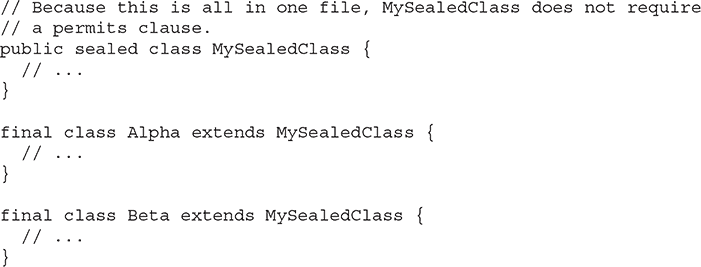 // Because this is all in one file, MySealedClass does not require
// a permits clause.
public sealed class MySealedClass {
  // ...
}

final class Alpha extends MySealedClass {
  // ...
}

final class Beta extends MySealedClass {
  // ...
}